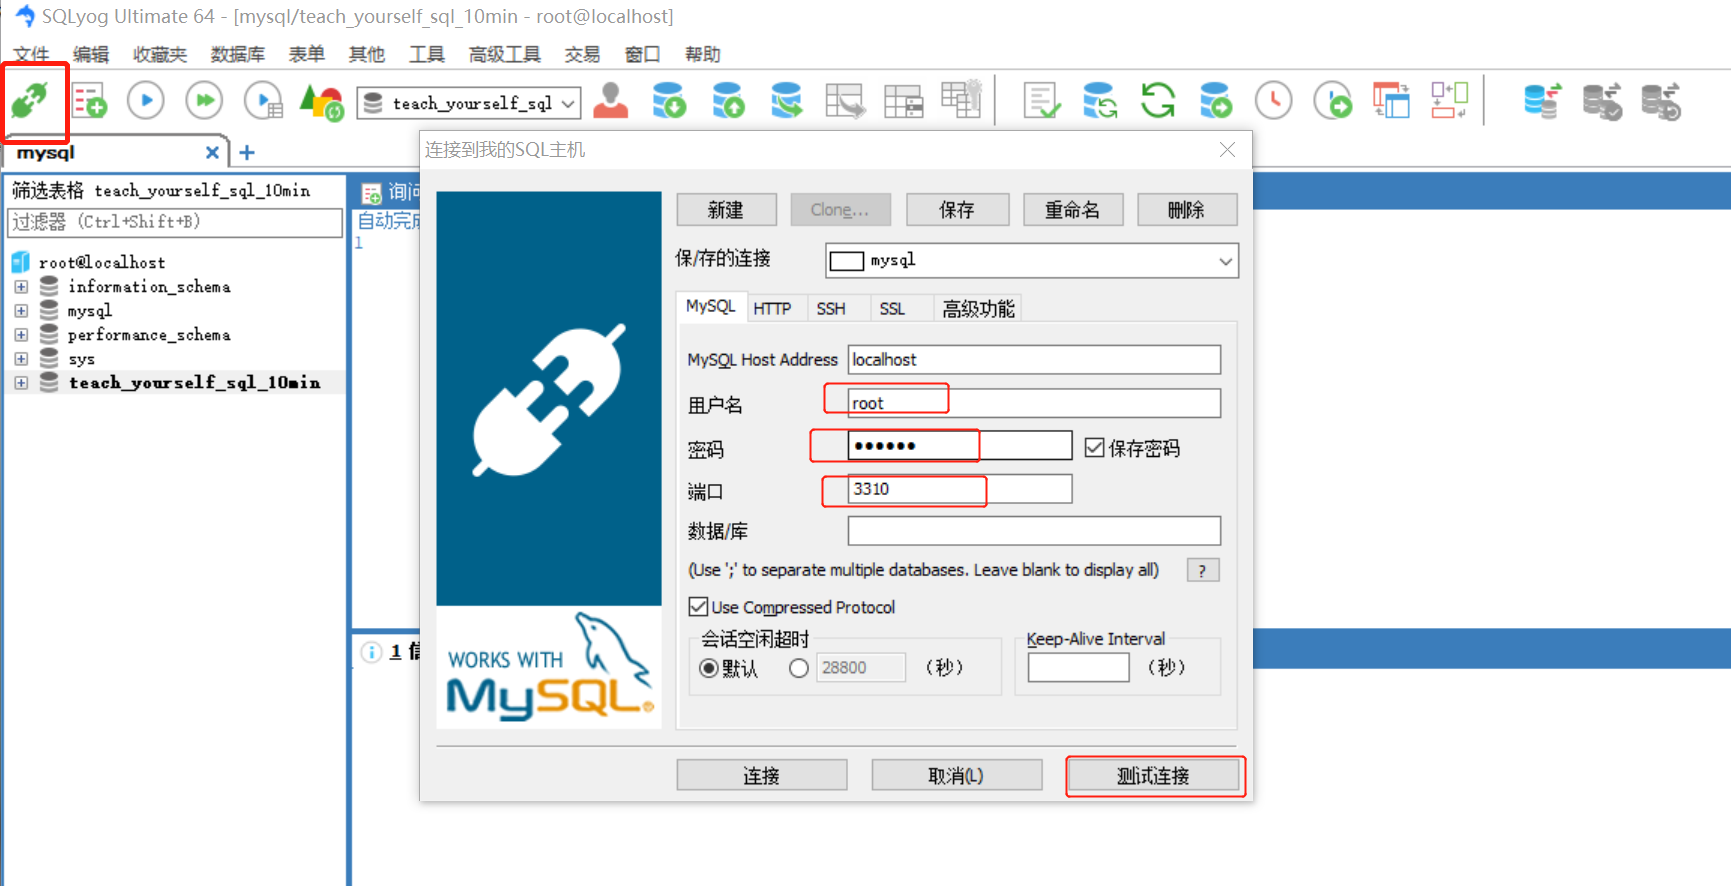 SQLyog Ultimate 64 - [mysql/teach_yourself_sql_10min - root@localhost]
文件 编辑 收藏夹 数据库 表单 其他 工具 高级工具 交易 窗口 帮助
teach_yourself_sql
mysql
筛选表格 teach_yourself_sql_10min
过滤器 (Ctrl+Shift+B)
root@localhost
information_schema
mysql
performance_schema
sys
teach_yourself_sql_10min
询问
自动完成
1
1 信
连接到我的SQL主机
新建 Clone... 保存 重命名 删除
保/存的连接 mysql
MySQL HTTP SSH SSL 高级功能
MySQL Host Address localhost
用户名 root
密码 ●●●●●● 保存密码
端口 3310
数据/库
(Use ';' to separate multiple databases. Leave blank to display all) ?
Use Compressed Protocol
会话空闲超时 Keep-Alive Interval
默认 28800 (秒) (秒)
WORKS WITH
MySQL®
连接 取消(L) 测试连接